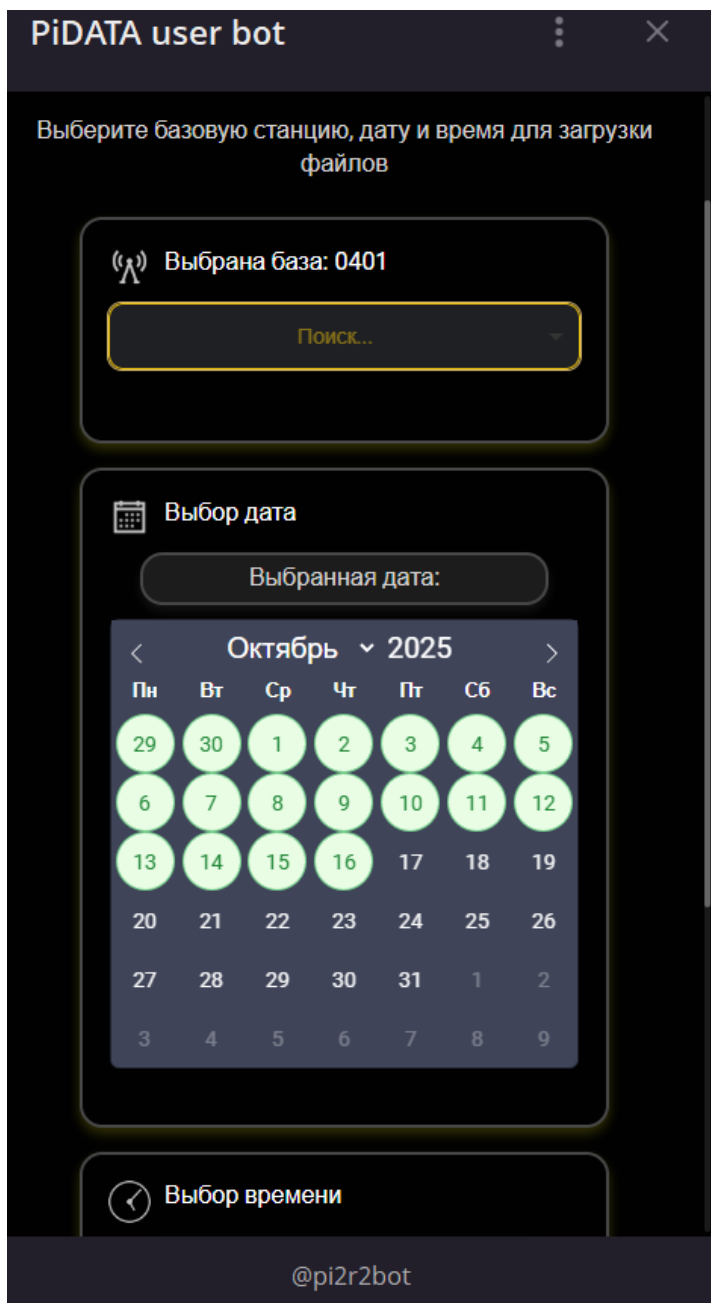 PiDATA user bot
Выберите базовую станцию, дату и время для загрузки
файлов
Выбрана база: 0401
Поиск...
Выбор дата
Выбранная дата:
Октябрь 2025
Пн Вт Ср Чт Пт Сб Вс
29 30 1 2 3 4 5
6 7 8 9 10 11 12
13 14 15 16 17 18 19
20 21 22 23 24 25 26
27 28 29 30 31 1 2
3 4 5 6 7 8 9
Выбор времени
@pi2r2bot